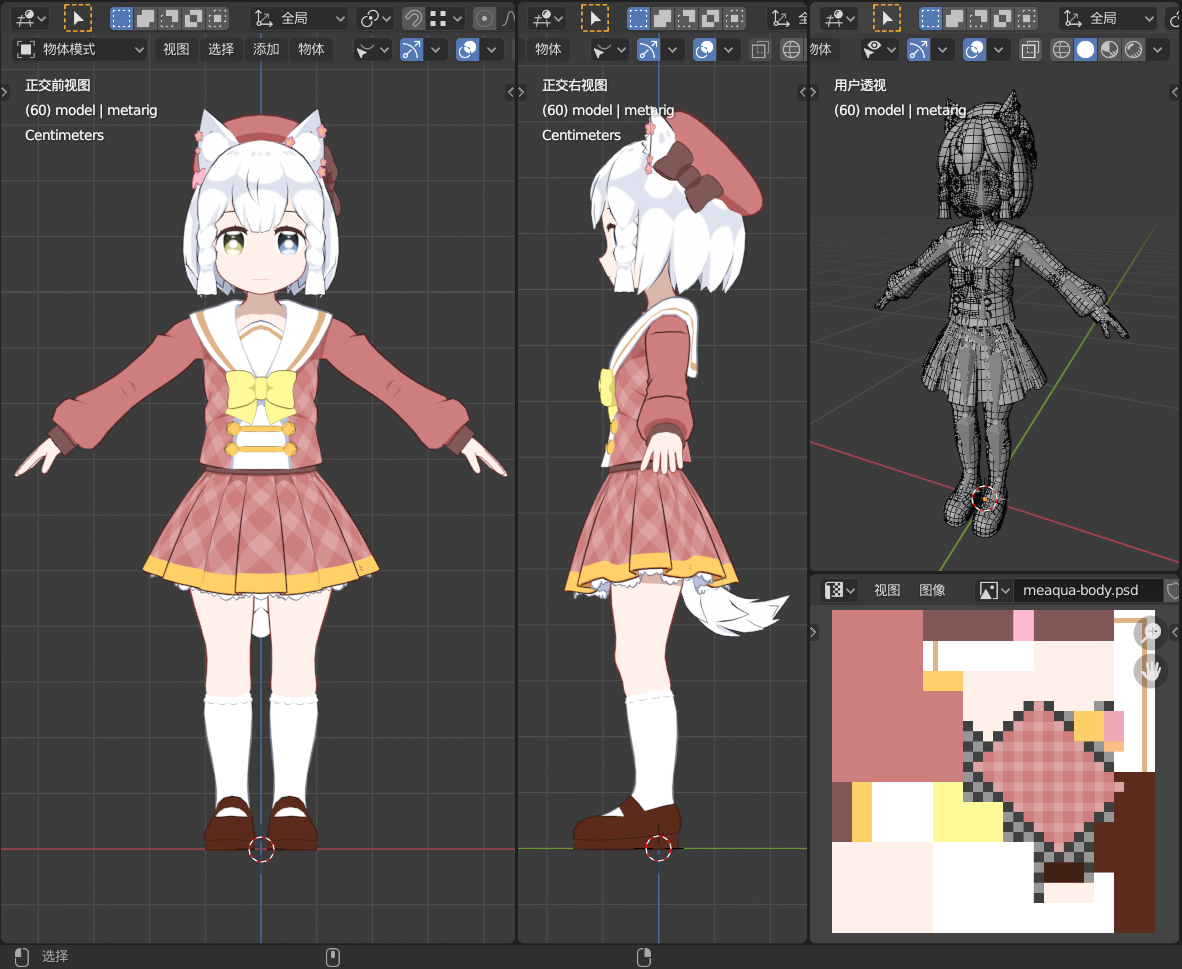 全局
物体模式
视图
选择
添加
物体
正交前视图
(60) model | metarig
Centimeters
全
物体
正交右视图
(60) model | metarig
Centimeters
全局
物体
用户透视
(60) model | metarig
视图
图像
meaqua-body.psd
选择